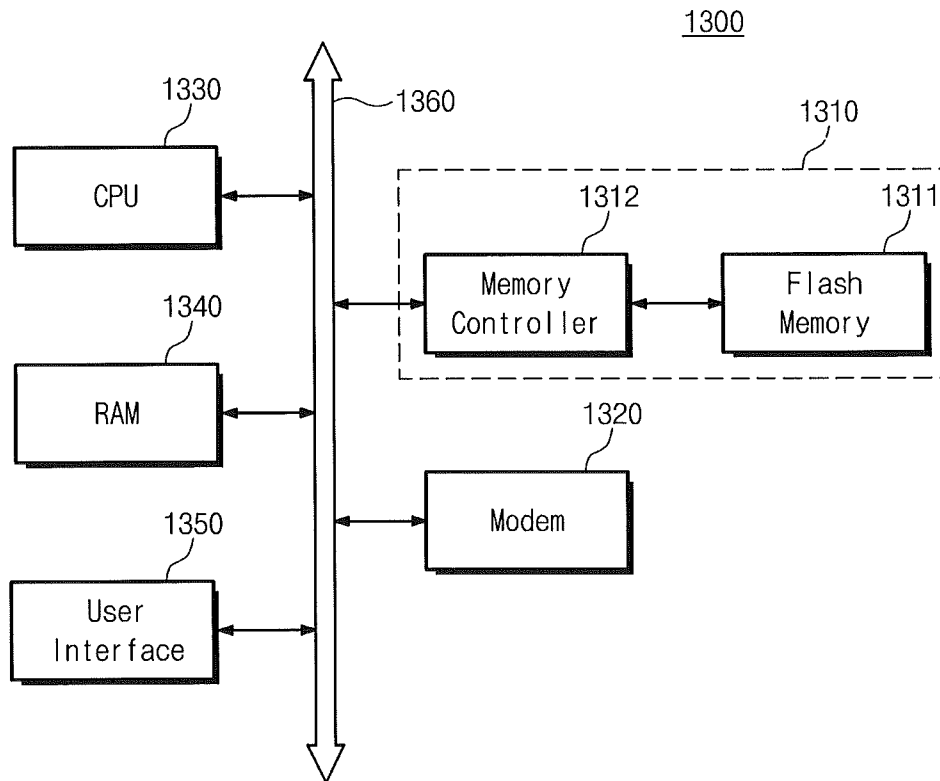 1300
1330
1360
1310
CPU
1312
1311
Memory
Controller
Flash
Memory
1340
RAM
1320
Modem
1350
User
Interface